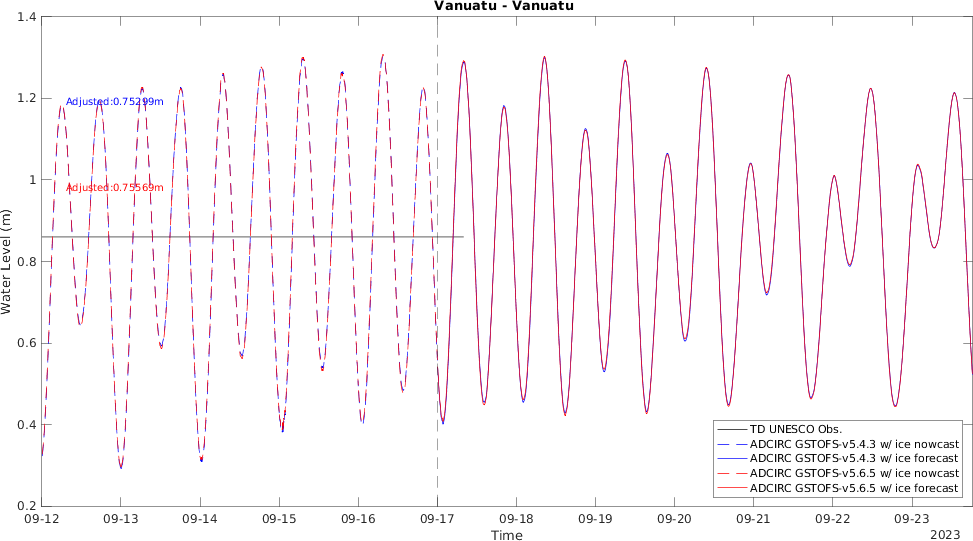 Vanuatu - Vanuatu
1.4
1.2
1
0.8
0.6
0.4
0.2
Water Level (m)
Adjusted:0.75299m
Adjusted:0.75569m
TD UNESCO Obs.
ADCIRC GSTOFS-v5.4.3 w/ ice nowcast
ADCIRC GSTOFS-v5.4.3 w/ ice forecast
ADCIRC GSTOFS-v5.6.5 w/ ice nowcast
ADCIRC GSTOFS-v5.6.5 w/ ice forecast
09-12 09-13 09-14 09-15 09-16 09-17 09-18 09-19 09-20 09-21 09-22 09-23
Time
2023